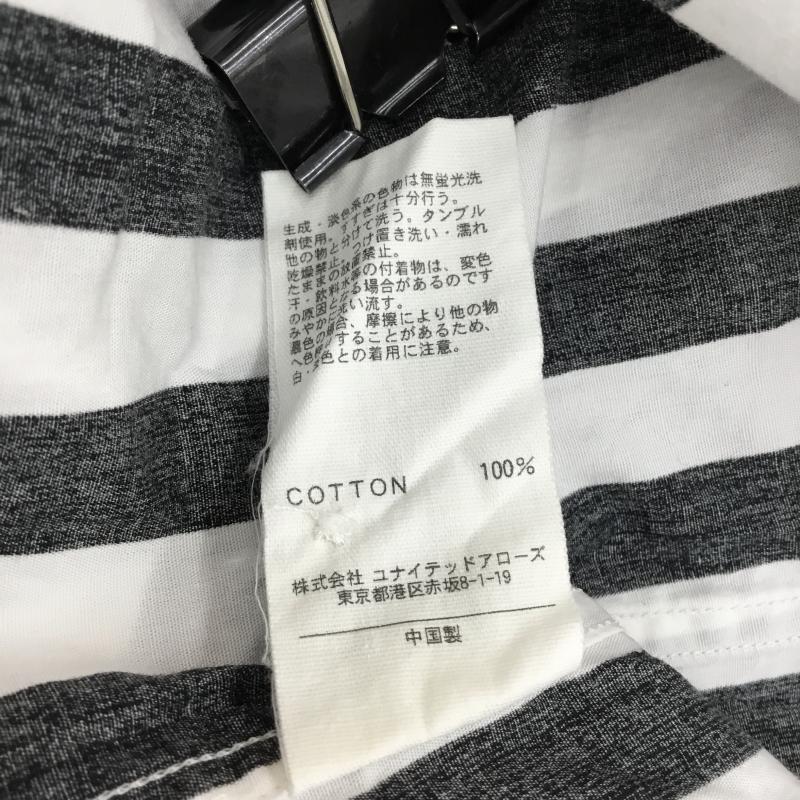 生成・淡色系の色物は無蛍光洗
剤使用。すすぎは十分行う。
他の物と分けて洗う。タンブル
乾燥禁止。つけ置き洗い・濡れ
たまま放置禁止。
汗・飲料水等の付着物は、変色
の原因となる場合があるのです
みやかに洗い流す。
濃色の場合、摩擦により他の物
へ色移りすることがあるため、
白・淡色との着用に注意。
COTTON 100%
株式会社 ユナイテッドアローズ
東京都港区赤坂8-1-19
中国製